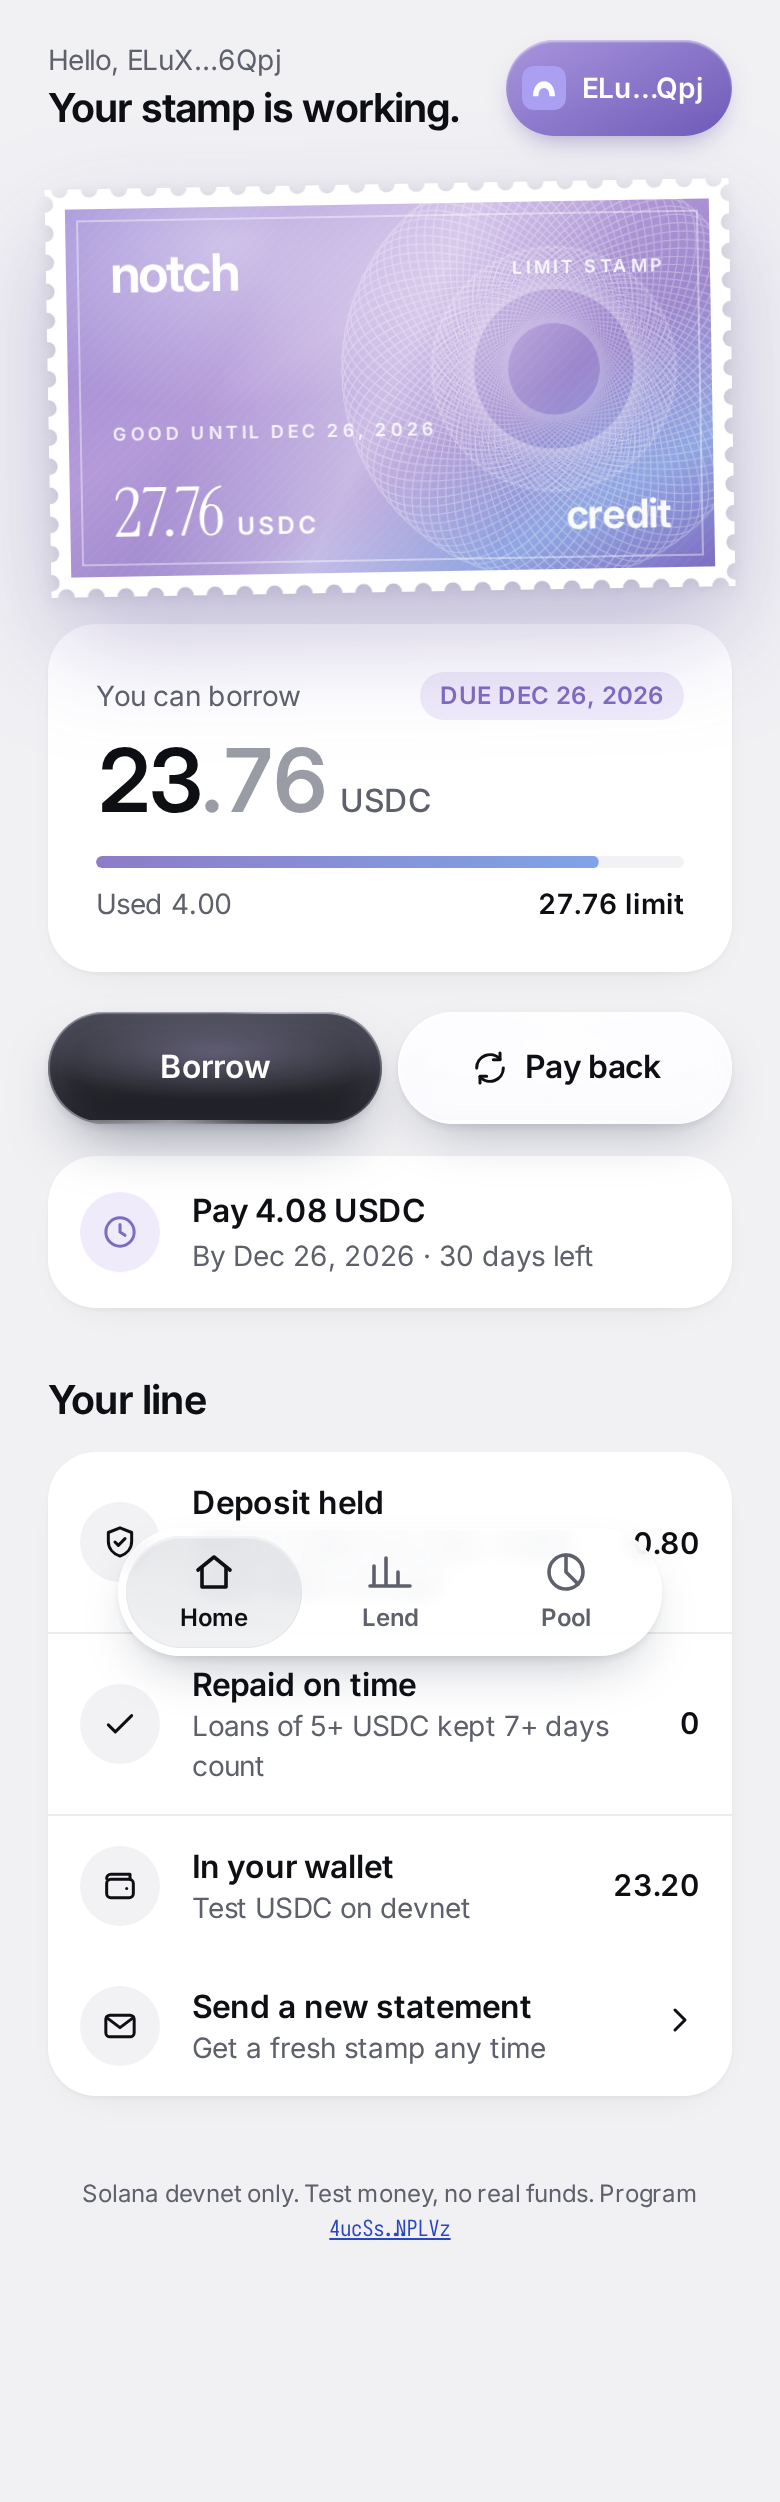 Hello, ELuX...6Qpj
Your stamp is working.
ELu...Qpj
notch
LIMIT STAMP
GOOD UNTIL DEC 26, 2026
27.76 USDC
credit
You can borrow
DUE DEC 26, 2026
23.76 USDC
Used 4.00
27.76 limit
Borrow
Pay back
Pay 4.08 USDC
By Dec 26, 2026 · 30 days left
Your line
Deposit held
0.80
Home
Lend
Pool
Repaid on time
Loans of 5+ USDC kept 7+ days
count
0
In your wallet
Test USDC on devnet
23.20
Send a new statement
Get a fresh stamp any time
Solana devnet only. Test money, no real funds. Program
4ucSs…NPLVz